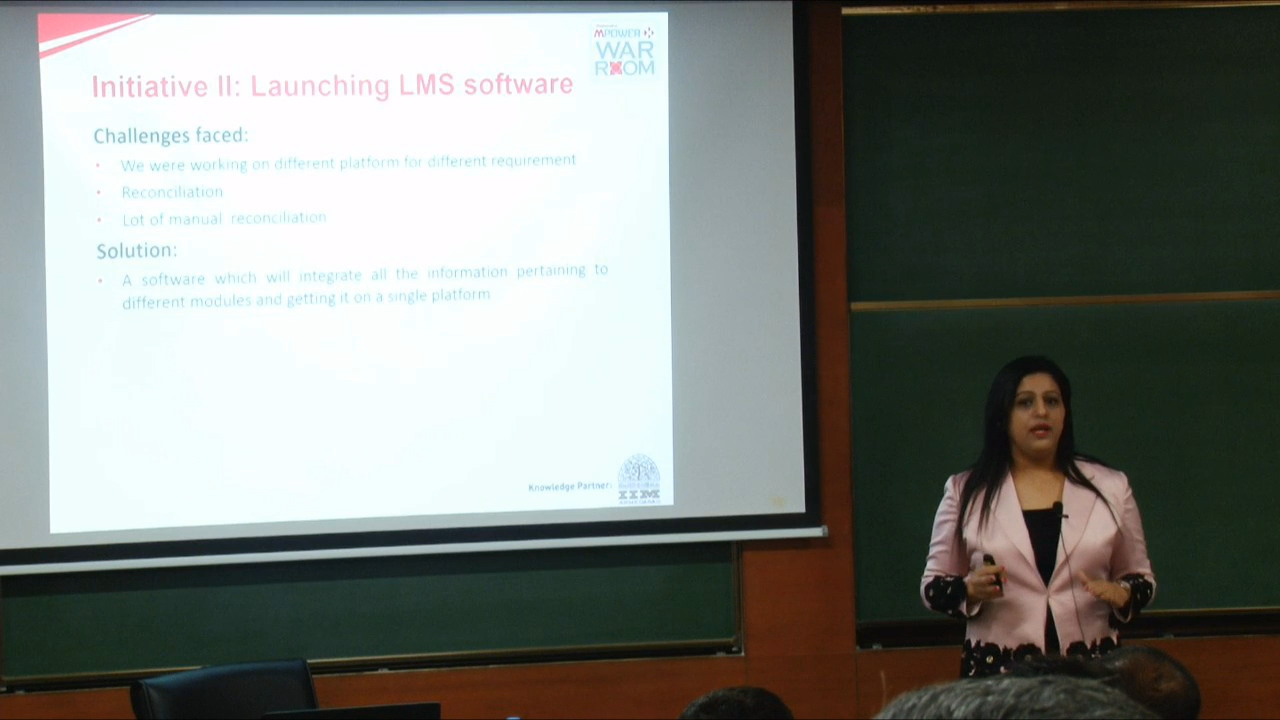 MPOWER
WAR
ROOM
Initiative II: Launching LMS software
Challenges faced:
• We were working on different platform for different requirement
• Reconciliation
• Lot of manual reconciliation
Solution:
• A software which will integrate all the information pertaining to
different modules and getting it on a single platform
Knowledge Partner:
IIM